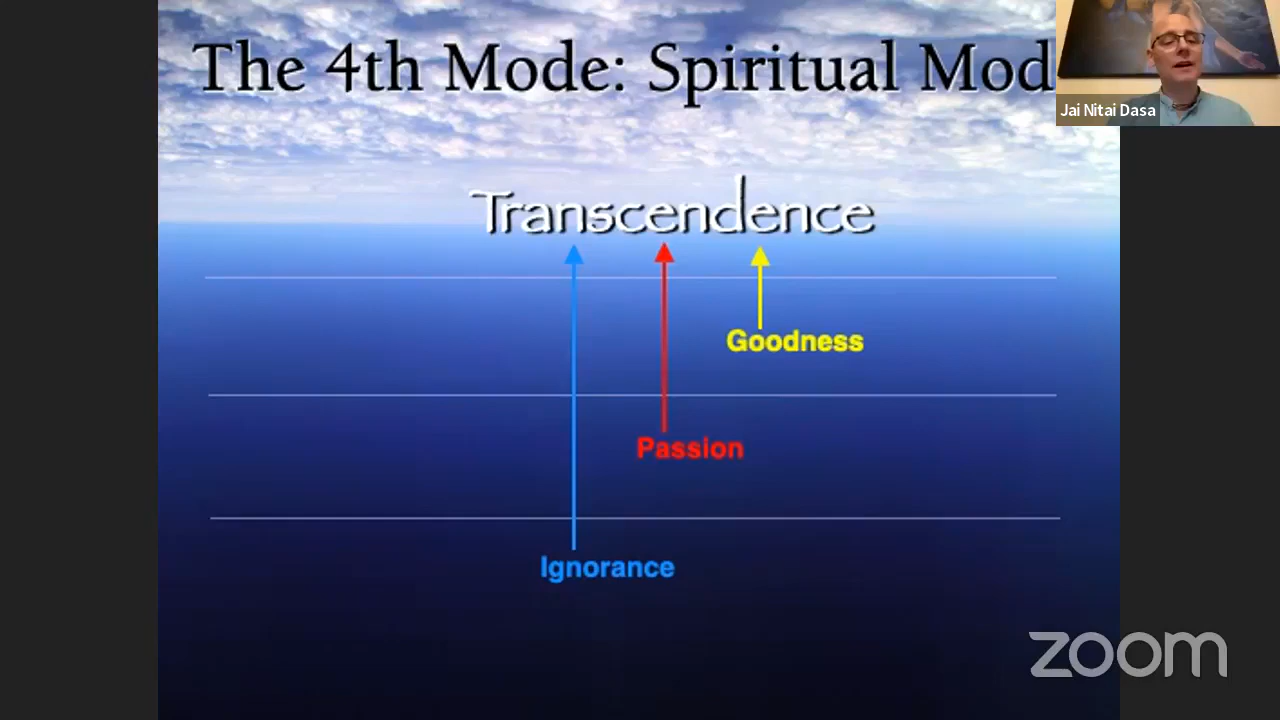 The 4th Mode: Spiritual Mod
Jai Nitai Dasa
Transcendence
Goodness
Passion
Ignorance
zoom